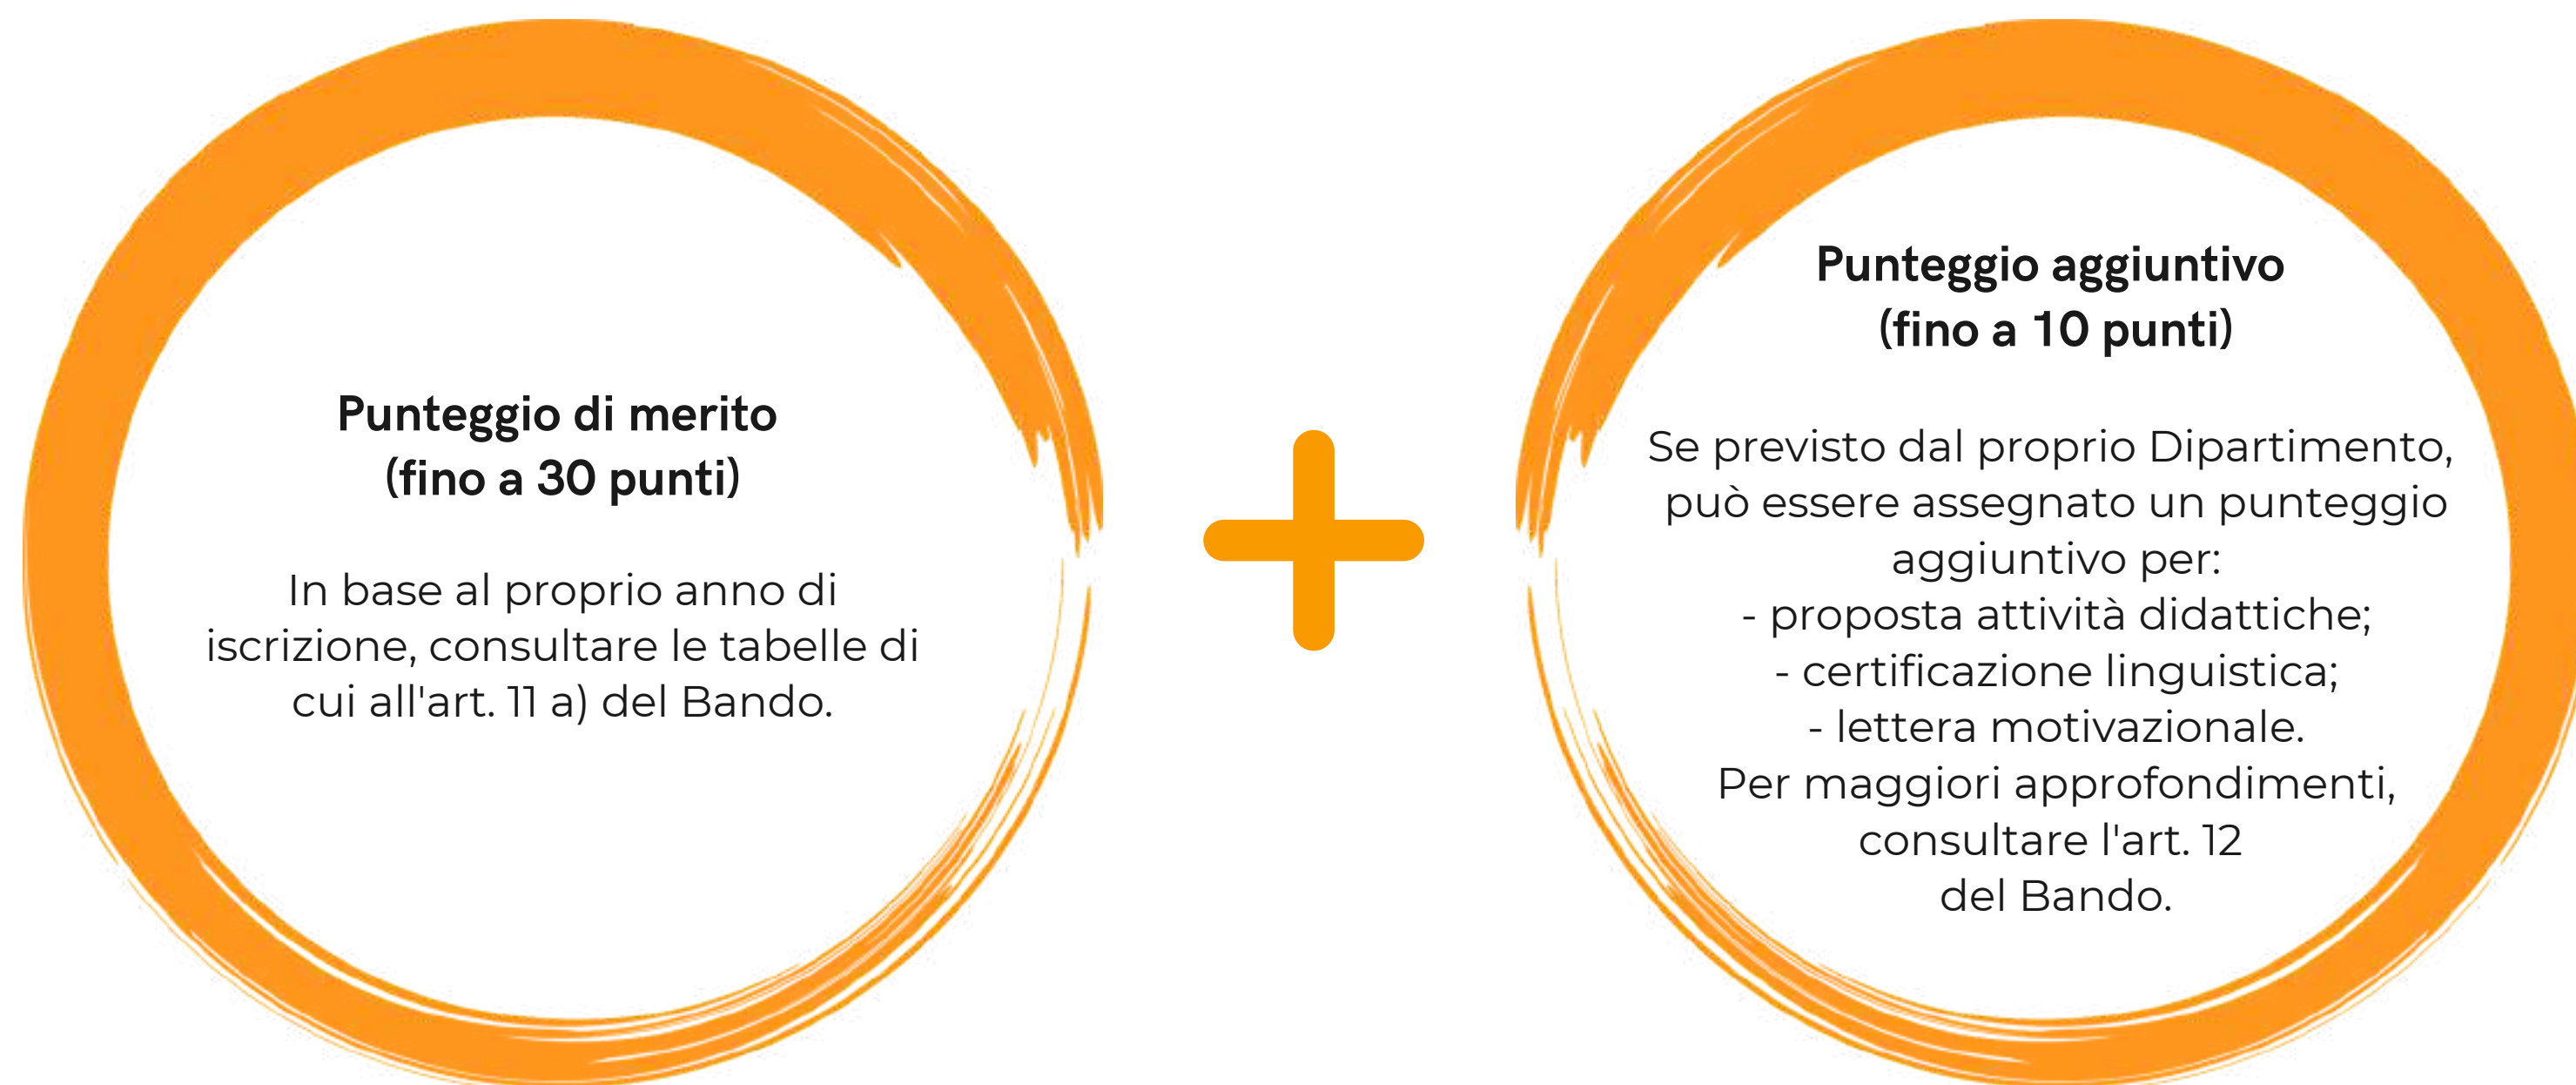 Punteggio di merito
(fino a 30 punti)
In base al proprio anno di
iscrizione, consultare le tabelle di
cui all'art. 11 a) del Bando.
Punteggio aggiuntivo
(fino a 10 punti)
Se previsto dal proprio Dipartimento,
può essere assegnato un punteggio
aggiuntivo per:
- proposta attività didattiche;
- certificazione linguistica;
- lettera motivazionale.
Per maggiori approfondimenti,
consultare l'art. 12
del Bando.